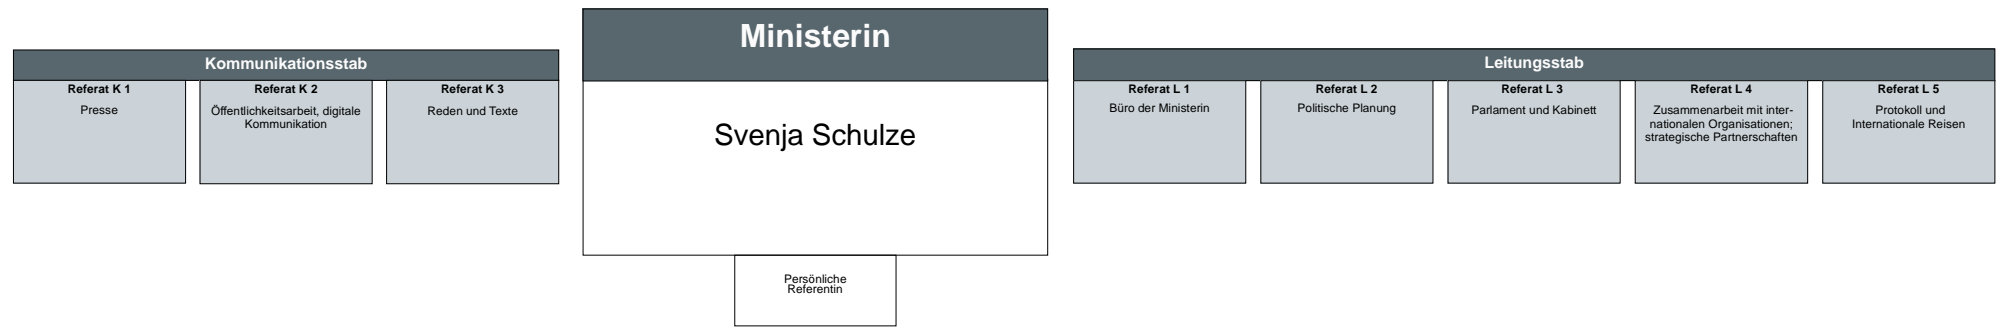 Kommunikationsstab
Referat K 1
Presse
Referat K 2
Öffentlichkeitsarbeit, digitale
Kommunikation
Referat K 3
Reden und Texte
Ministerin
Svenja Schulze
Persönliche
Referentin
Leitungsstab
Referat L 1
Büro der Ministerin
Referat L 2
Politische Planung
Referat L 3
Parlament und Kabinett
Referat L 4
Zusammenarbeit mit inter-
nationalen Organisationen;
strategische Partnerschaften
Referat L 5
Protokoll und
Internationale Reisen